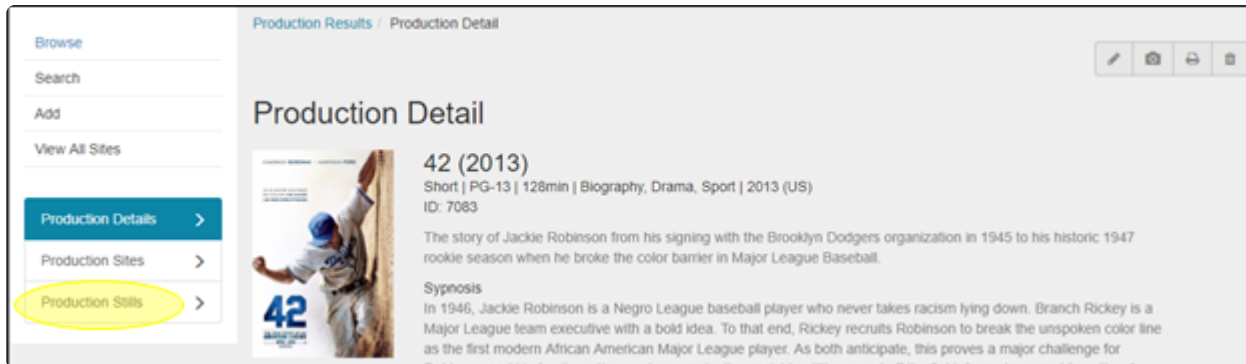 Production Results / Production Detail
Browse
Search
Add
View All Sites
Production Details
Production Sites
Production Stills
Production Detail
42 (2013)
Short | PG-13 | 128min | Biography, Drama, Sport | 2013 (US)
ID: 7083
The story of Jackie Robinson from his signing with the Brooklyn Dodgers organization in 1945 to his historic 1947
rookie season when he broke the color barrier in Major League Baseball.
Sypnosis
In 1946, Jackie Robinson is a Negro League baseball player who never takes racism lying down. Branch Rickey is a
Major League team executive with a bold idea. To that end, Rickey recruits Robinson to break the unspoken color line
as the first modern African American Major League player. As both anticipate, this proves a major challenge for
42